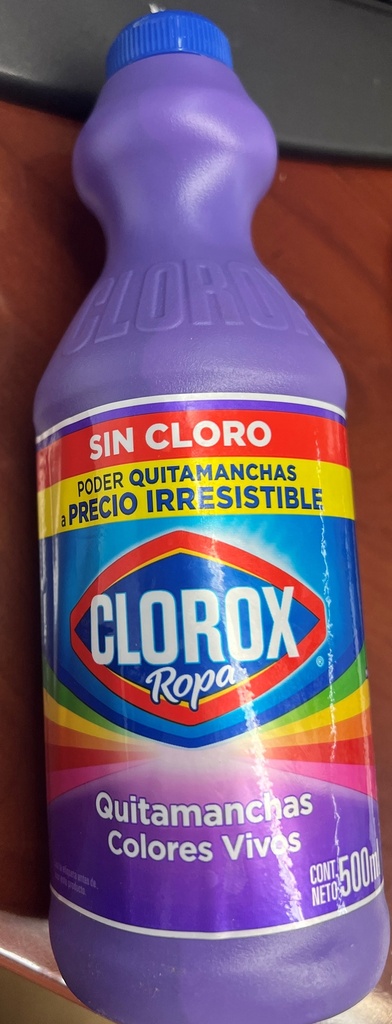 CLOROX
SIN CLORO
PODER QUITAMANCHAS
a PRECIO IRRESISTIBLE
CLOROX
®
Ropa
Quitamanchas
Colores Vivos
CONT.
NETO
500ml